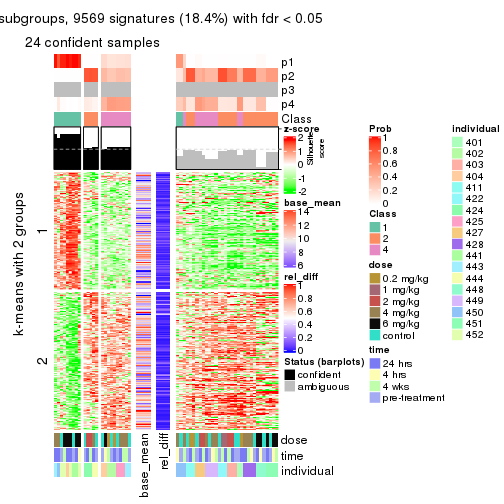 subgroups, 9569 signatures (18.4%) with fdr < 0.05
24 confident samples
p1
p2
p3
p4
Class
z-score
2
1
0
-1
-2
Silhouette
score
base_mean
14
12
10
8
6
rel_diff
1
0.8
0.6
0.4
0.2
0
Status (barplots)
confident
ambiguous
k-means with 2 groups
1
2
base_mean
rel_diff
dose
time
individual
Prob
1
0.8
0.6
0.4
0.2
0
Class
1
2
4
dose
0.2 mg/kg
1 mg/kg
2 mg/kg
4 mg/kg
6 mg/kg
control
time
24 hrs
4 hrs
4 wks
pre-treatment
individual
401
402
403
404
411
422
424
425
427
428
441
443
444
448
449
450
451
452